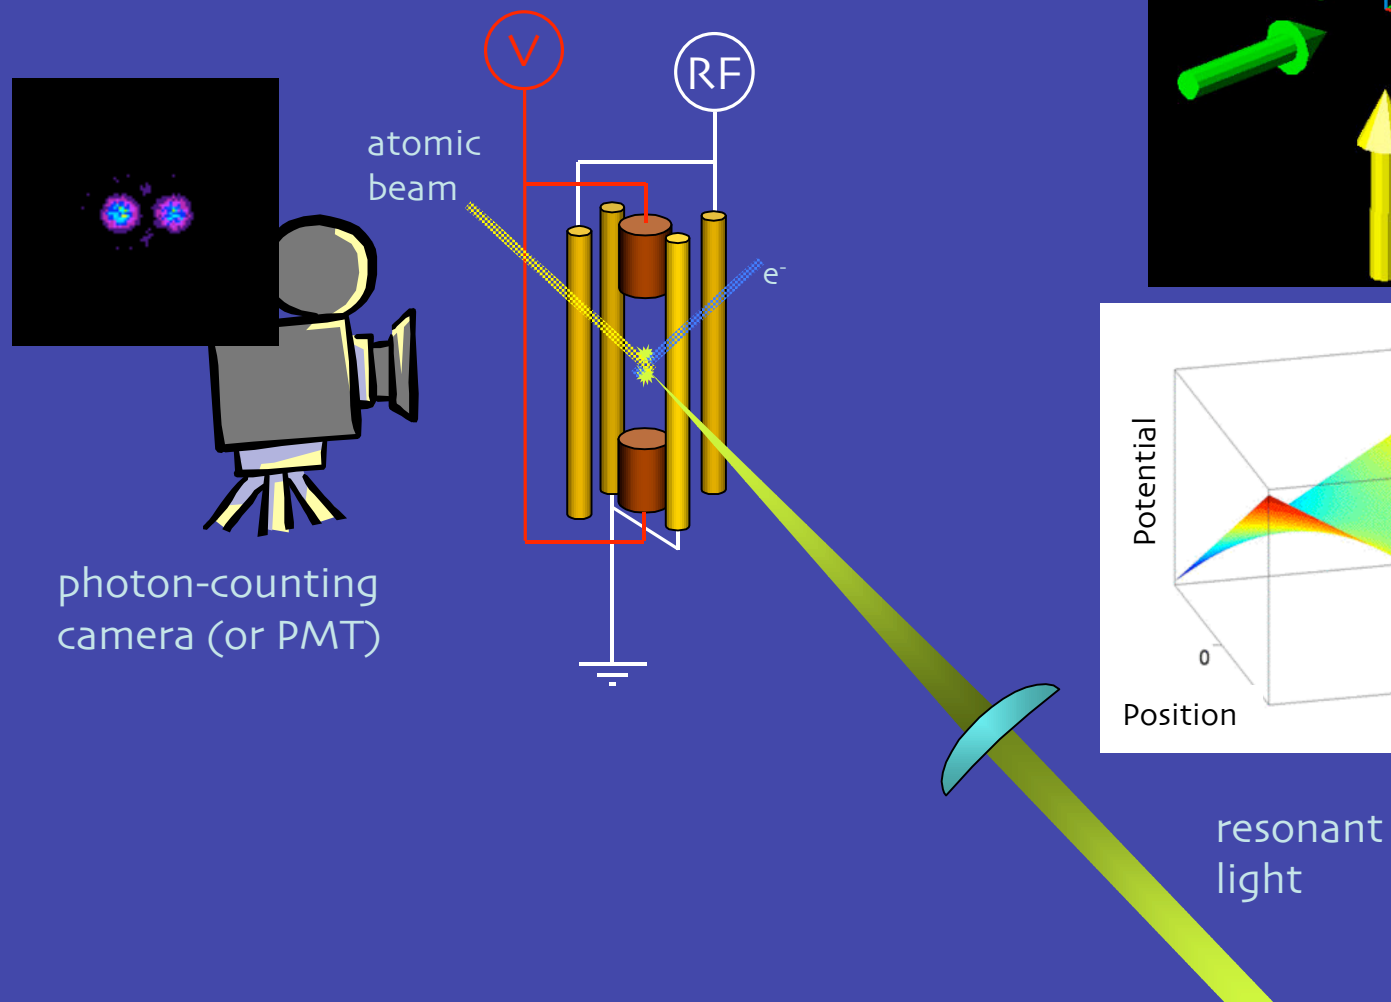 V
RF
atomic
beam
e-
photon-counting
camera (or PMT)
Potential
0
Position
resonant
light